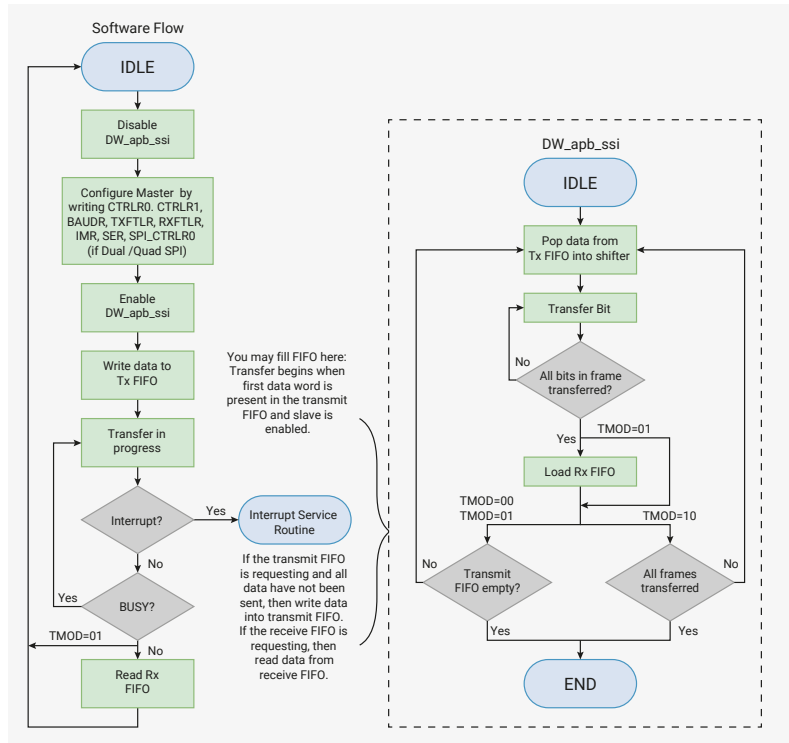 Software Flow
IDLE
Disable
DW_apb_ssi
Configure Master by
writing CTRLR0. CTRLR1,
BAUDR, TXFTLR, RXFTLR,
IMR, SER, SPI_CTRLR0
(if Dual /Quad SPI)
Enable
DW_apb_ssi
Write data to
Tx FIFO
Transfer in
progress
Interrupt?
Yes
No
BUSY?
Yes
TMOD=01
No
Read Rx
FIFO
Interrupt Service
Routine
You may fill FIFO here:
Transfer begins when
first data word is
present in the transmit
FIFO and slave is
enabled.
If the transmit FIFO
is requesting and all
data have not been
sent, then write data
into transmit FIFO.
If the receive FIFO is
requesting, then
read data from
receive FIFO.
DW_apb_ssi
IDLE
Pop data from
Tx FIFO into shifter
Transfer Bit
No
All bits in frame
transferred?
Yes
TMOD=01
Load Rx FIFO
TMOD=00
TMOD=01
TMOD=10
No
Transmit
FIFO empty?
Yes
All frames
transferred
No
Yes
END